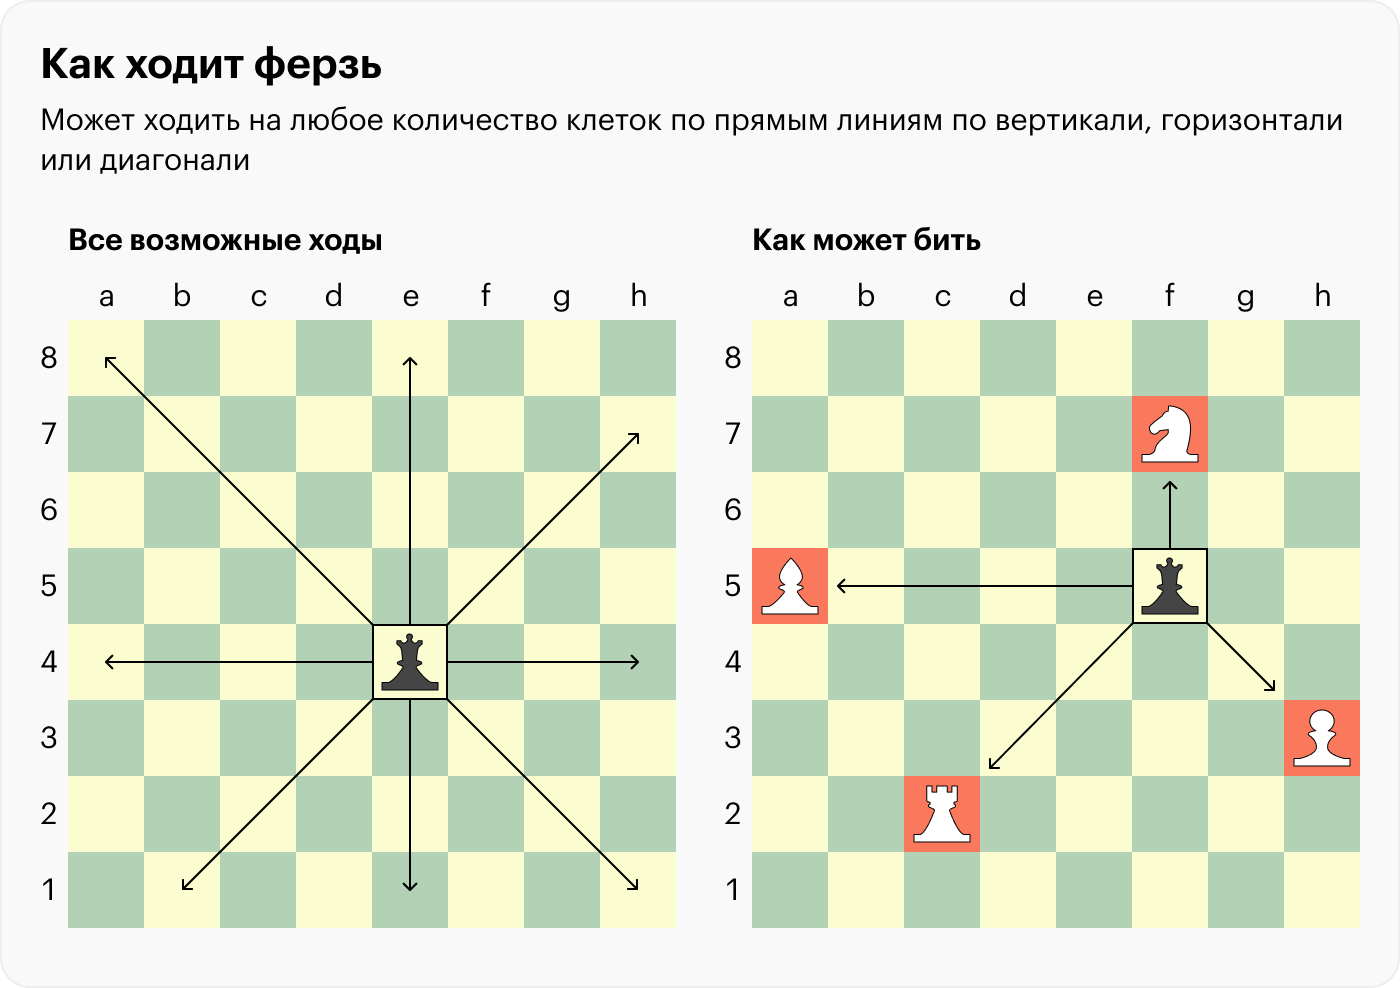 Как ходит ферзь
Может ходить на любое количество клеток по прямым линиям по вертикали, горизонтали
или диагонали
Все возможные ходы
a b c d e f g h
8
7
6
5
4
3
2
1
Как может бить
a b c d e f g h
8
7
6
5
4
3
2
1